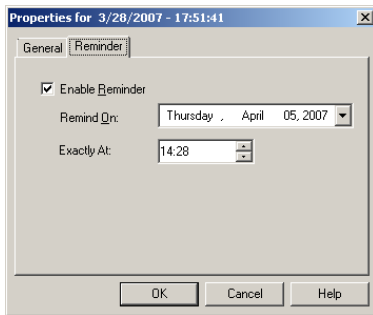 Properties for 3/28/2007 - 17:51:41
General Reminder
Enable Reminder
Remind On: Thursday , April 05, 2007
Exactly At: 14:28
OK Cancel Help